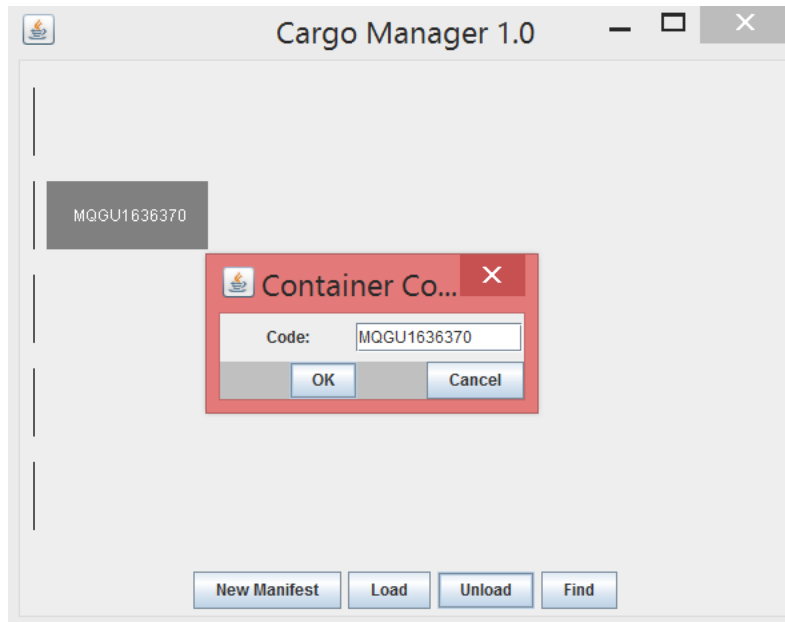 Cargo Manager 1.0
MQGU1636370
Container Co...
Code: MQGU1636370
OK Cancel
New Manifest Load Unload Find